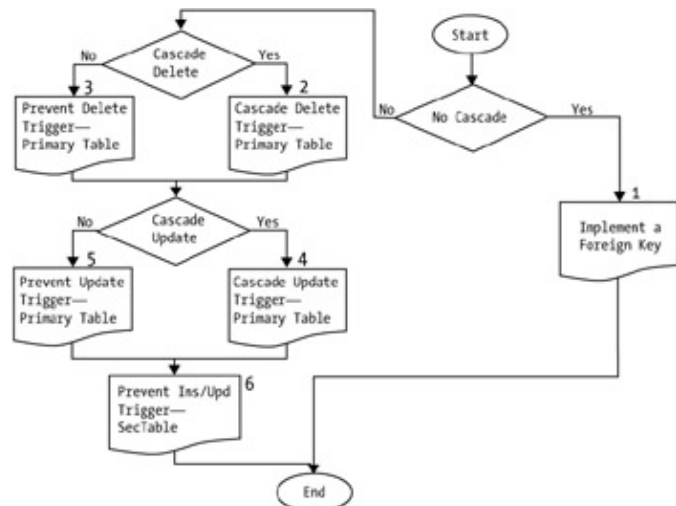 Start
No Cascade
No
Yes
1
Implement a
Foreign Key
Cascade
Delete
No
Yes
3
Prevent Delete
Trigger—
Primary Table
2
Cascade Delete
Trigger—
Primary Table
Cascade
Update
No
Yes
5
Prevent Update
Trigger—
Primary Table
4
Cascade Update
Trigger—
Primary Table
6
Prevent Ins/Upd
Trigger—
SecTable
End